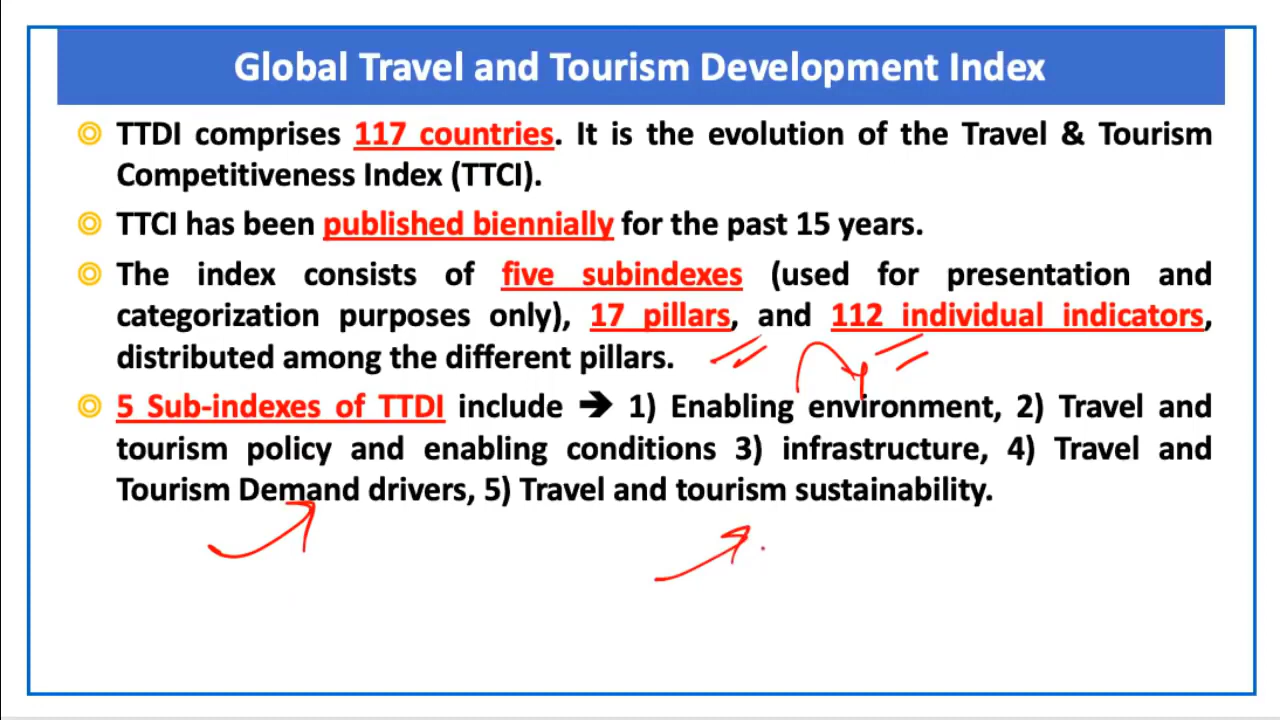 Global Travel and Tourism Development Index
TTDI comprises 117 countries. It is the evolution of the Travel & Tourism
Competitiveness Index (TTCI).
TTCI has been published biennially for the past 15 years.
The index consists of five subindexes (used for presentation and
categorization purposes only), 17 pillars, and 112 individual indicators,
distributed among the different pillars.
5 Sub-indexes of TTDI include ➔ 1) Enabling environment, 2) Travel and
tourism policy and enabling conditions 3) infrastructure, 4) Travel and
Tourism Demand drivers, 5) Travel and tourism sustainability.